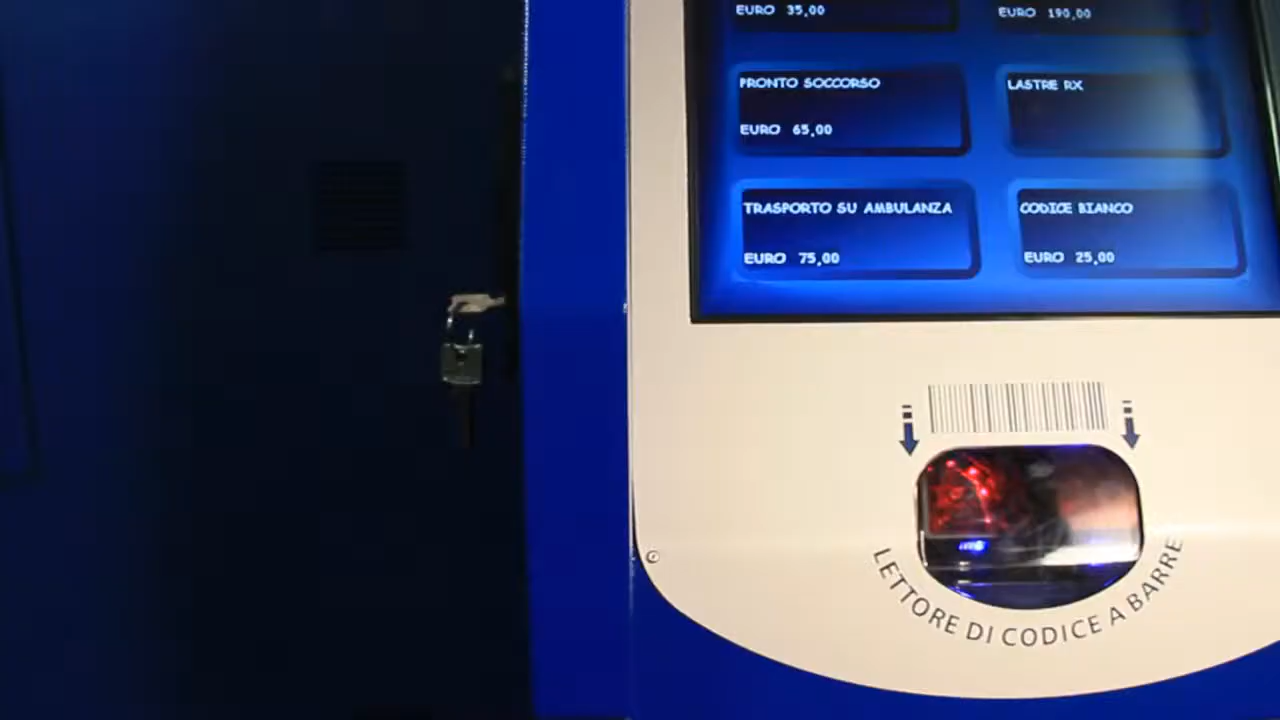 EURO 35,00
EURO 190,00
PRONTO SOCCORSO
EURO 65,00
LASTRE RX
TRASPORTO SU AMBULANZA
EURO 75,00
CODICE BIANCO
EURO 25,00
LETTORE DI CODICE A BARRE